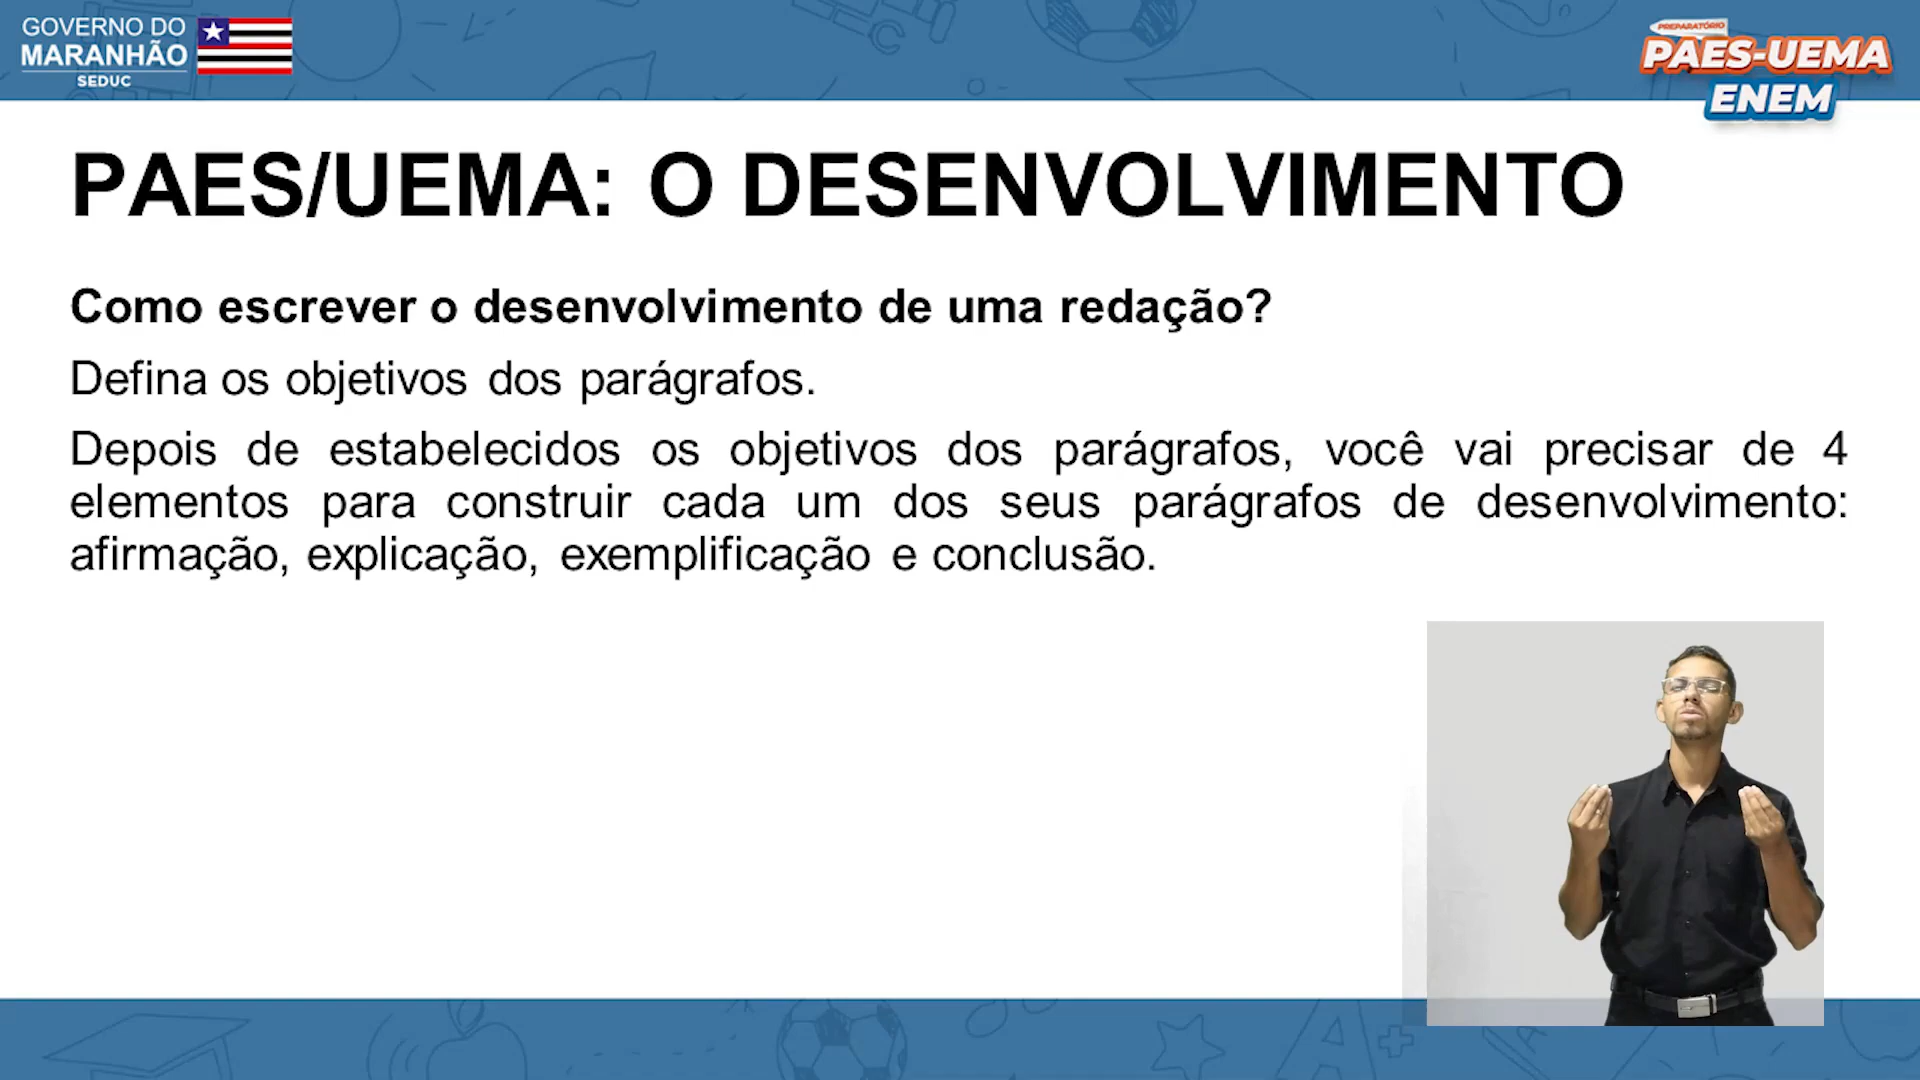 GOVERNO DO
MARANHÃO
SEDUC
PREPARATÓRIO
PAES-UEMA
ENEM
PAES/UEMA: O DESENVOLVIMENTO
Como escrever o desenvolvimento de uma redação?
Defina os objetivos dos parágrafos.
Depois de estabelecidos os objetivos dos parágrafos, você vai precisar de 4
elementos para construir cada um dos seus parágrafos de desenvolvimento:
afirmação, explicação, exemplificação e conclusão.
A+